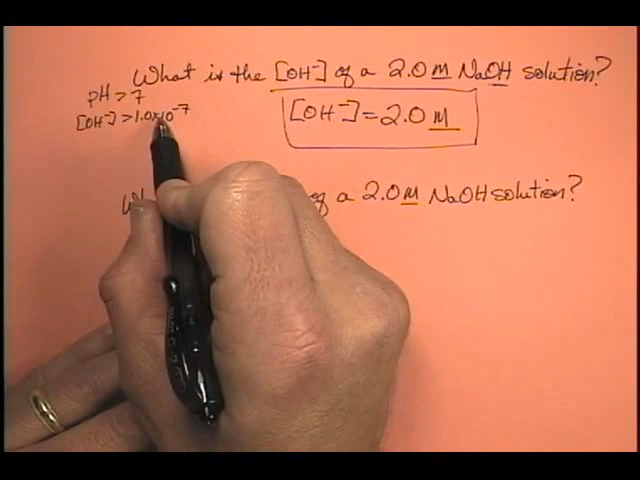 What is the [OH⁻] of a 2.0 M NaOH solution?
pH > 7
[OH⁻] > 1.0x10⁻⁷
[OH⁻] = 2.0 M
of a 2.0 M NaOH solution?